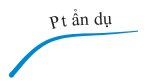 Pt ẩn dụ